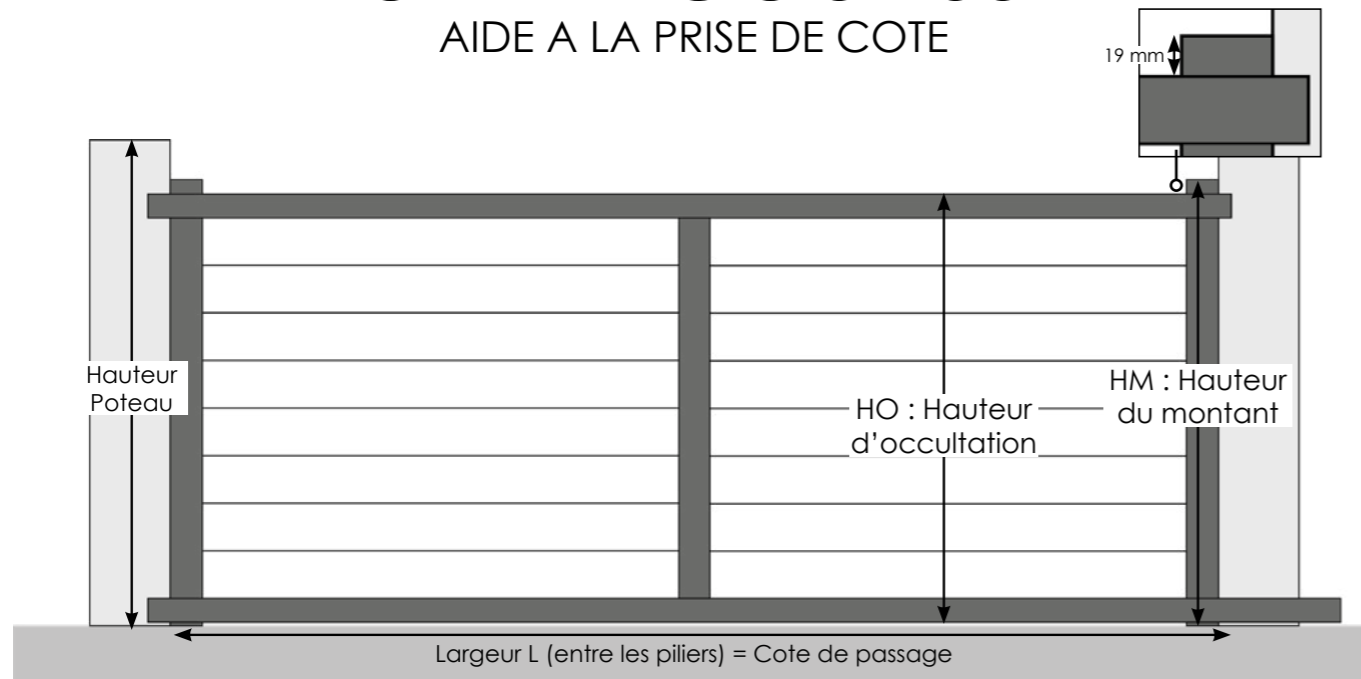 AIDE A LA PRISE DE COTE
19 mm
Hauteur
Poteau
HO : Hauteur
d'occultation
HM : Hauteur
du montant
Largeur L (entre les piliers) = Cote de passage